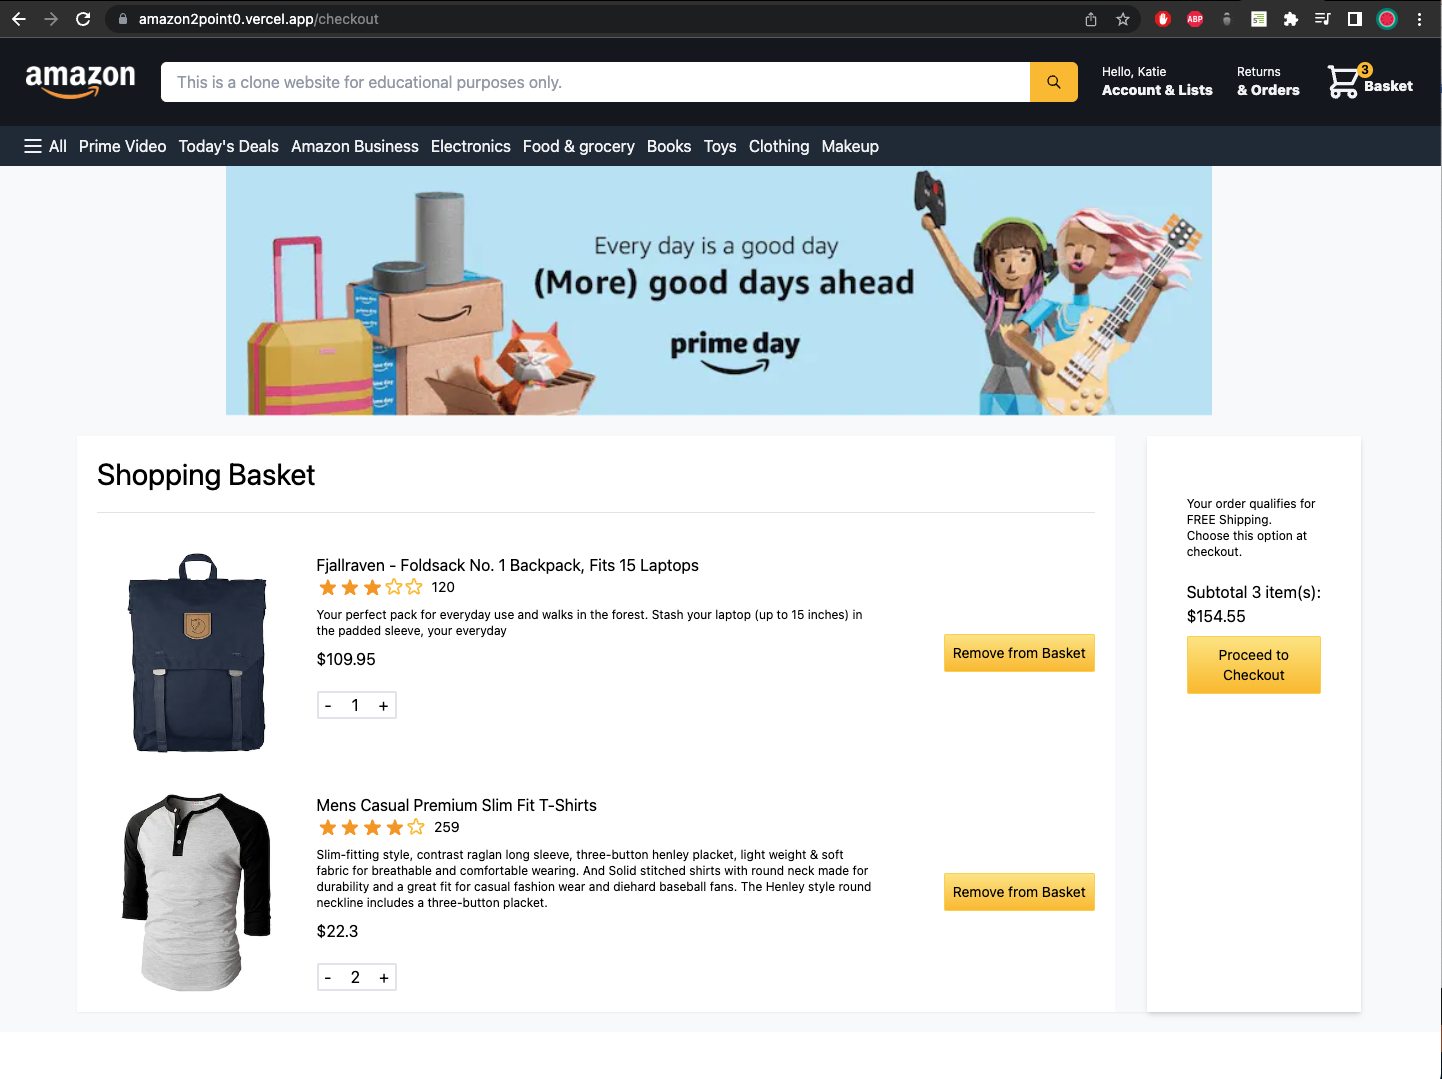 amazon2point0.vercel.app/checkout
ABP
amazon
This is a clone website for educational purposes only.
Hello, Katie
Account & Lists
Returns
& Orders
3
Basket
All Prime Video Today's Deals Amazon Business Electronics Food & grocery Books Toys Clothing Makeup
Every day is a good day
(More) good days ahead
prime day
Shopping Basket
Fjallraven - Foldsack No. 1 Backpack, Fits 15 Laptops
120
Your perfect pack for everyday use and walks in the forest. Stash your laptop (up to 15 inches) in
the padded sleeve, your everyday
$109.95
- 1 +
Remove from Basket
Mens Casual Premium Slim Fit T-Shirts
259
Slim-fitting style, contrast raglan long sleeve, three-button henley placket, light weight & soft
fabric for breathable and comfortable wearing. And Solid stitched shirts with round neck made for
durability and a great fit for casual fashion wear and diehard baseball fans. The Henley style round
neckline includes a three-button placket.
$22.3
- 2 +
Remove from Basket
Your order qualifies for
FREE Shipping.
Choose this option at
checkout.
Subtotal 3 item(s):
$154.55
Proceed to
Checkout